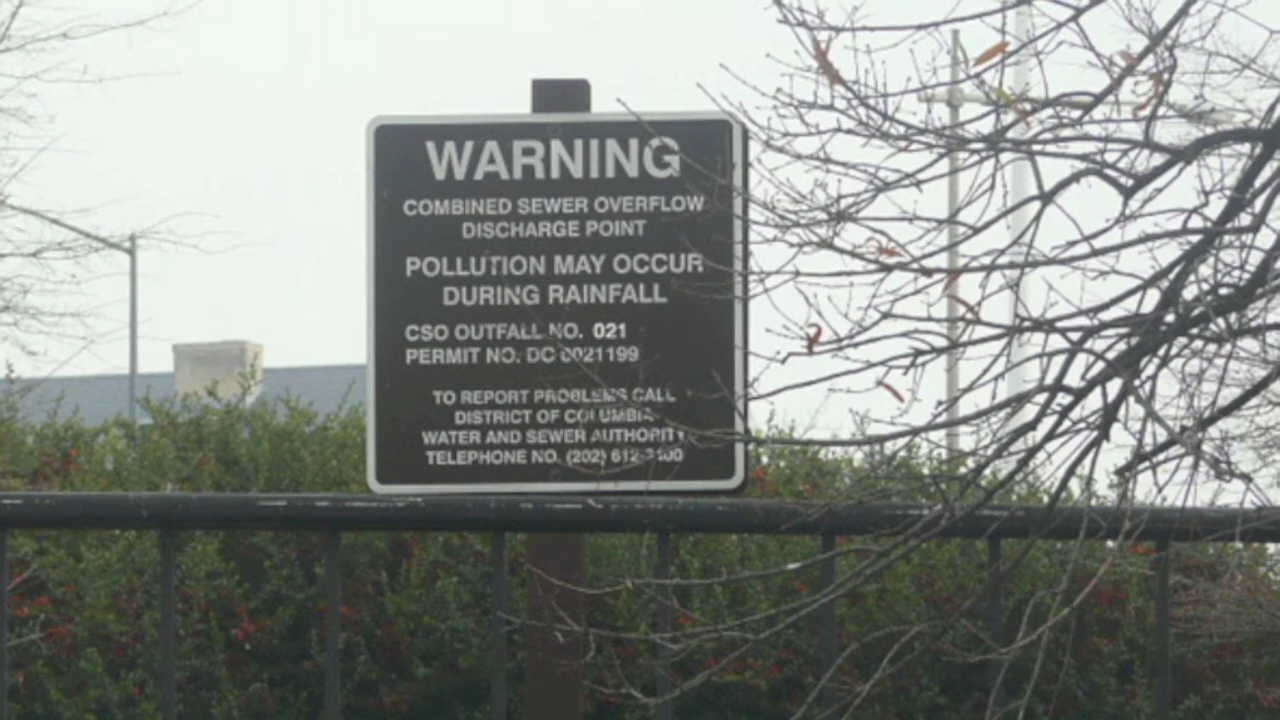 WARNING
COMBINED SEWER OVERFLOW
DISCHARGE POINT
POLLUTION MAY OCCUR
DURING RAINFALL
CSO OUTFALL NO. 021
PERMIT NO. DC 0021199
TO REPORT PROBLEMS CALL
DISTRICT OF COLUMBIA
WATER AND SEWER AUTHORITY
TELEPHONE NO. (202) 612-3400